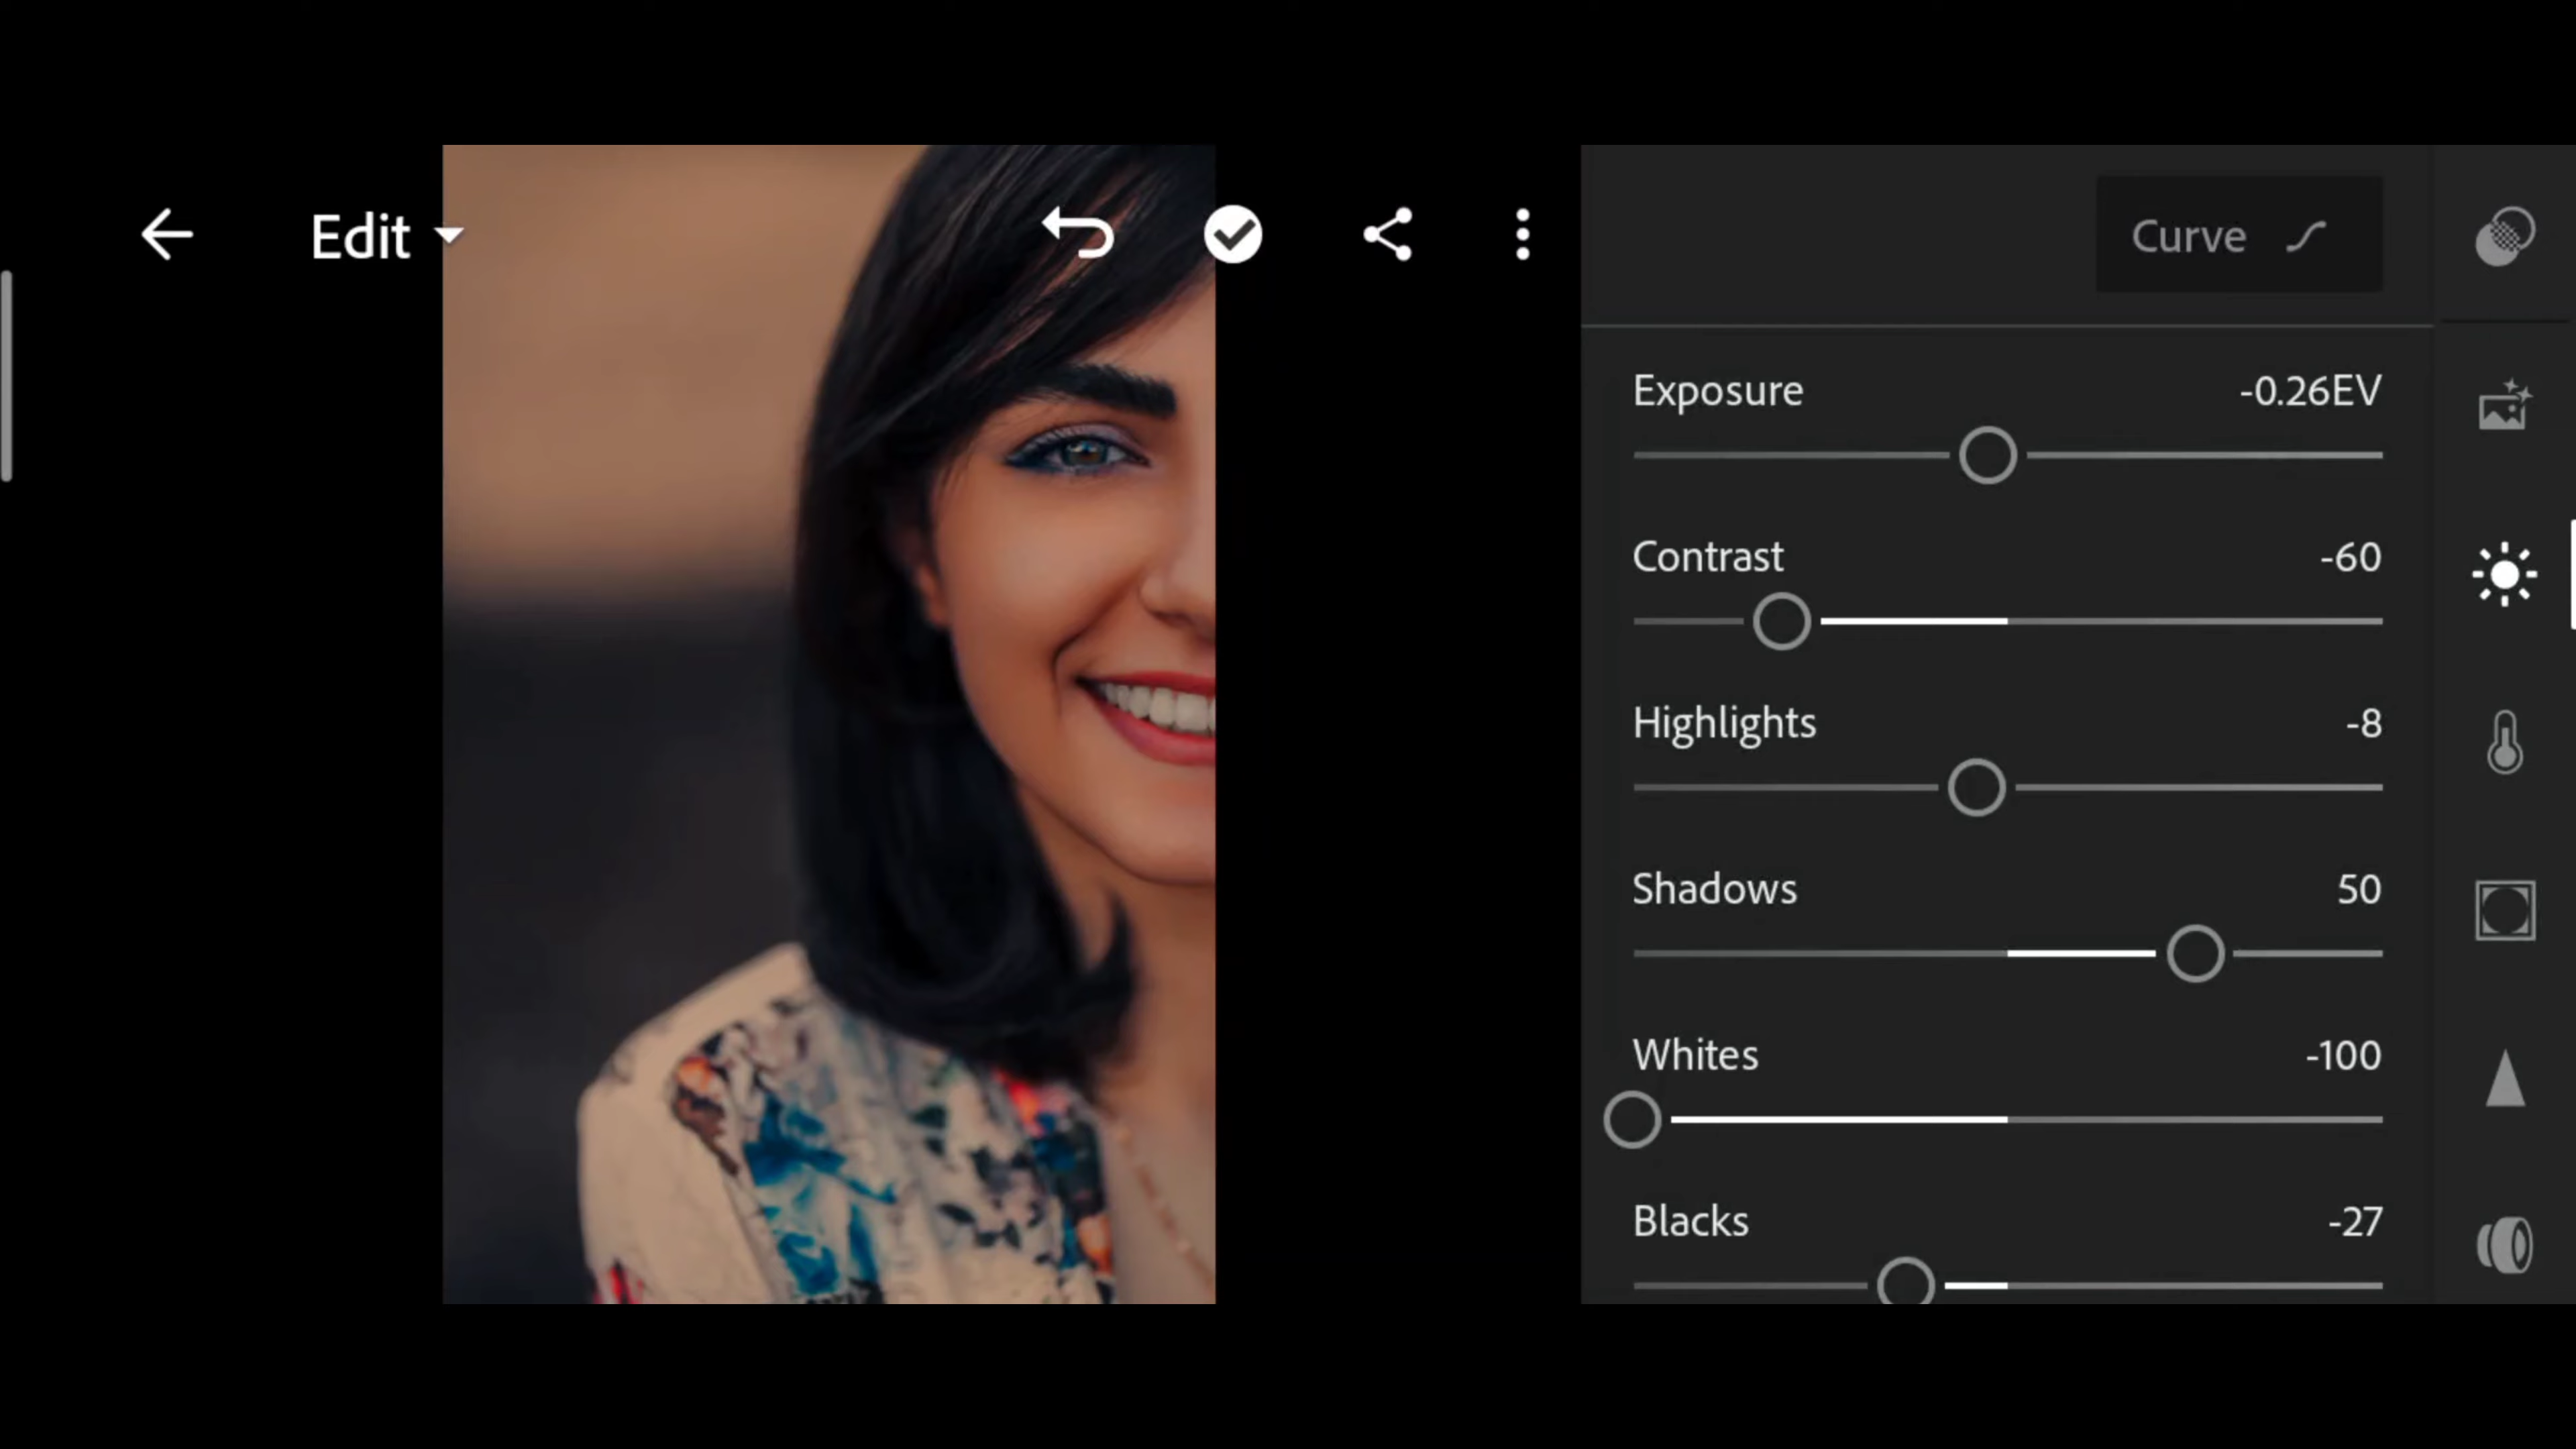 Edit
Curve
Exposure -0.26EV
Contrast -60
Highlights -8
Shadows 50
Whites -100
Blacks -27